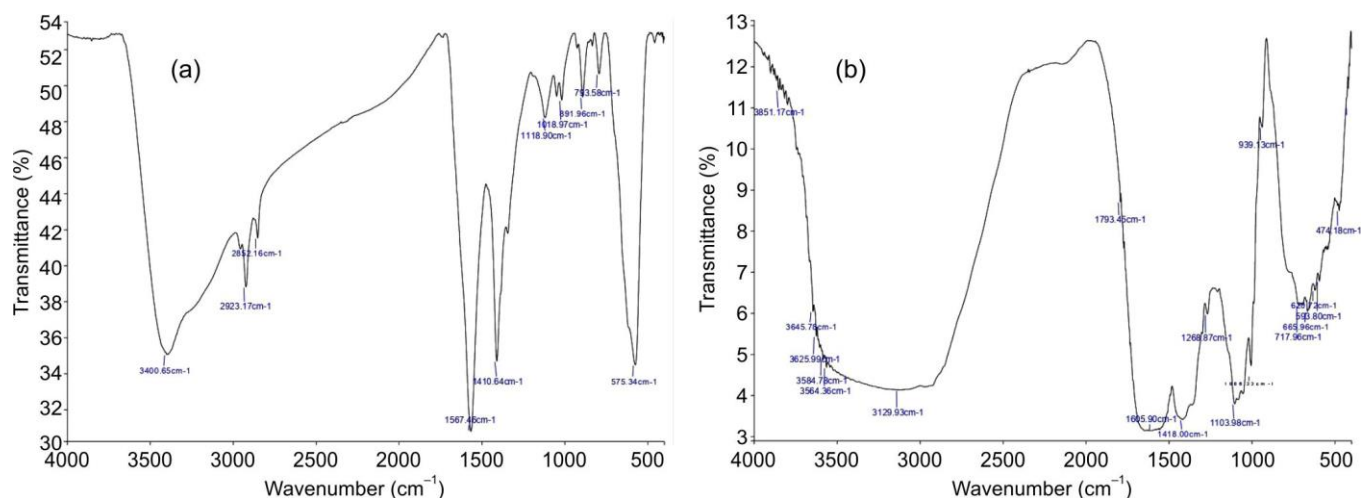 (a)
54
52
50
48
46
44
42
40
38
36
34
32
30
Transmittance (%)
3400.65cm-1
2923.17cm-1
2852.16cm-1
1567.46cm-1
1410.64cm-1
1118.90cm-1
1018.97cm-1
891.96cm-1
793.58cm-1
575.34cm-1
4000 3500 3000 2500 2000 1500 1000 500
Wavenumber (cm−1)
(b)
13
12
11
10
9
8
7
6
5
4
3
Transmittance (%)
3851.17cm-1
3645.78cm-1
3625.99cm-1
3584.78cm-1
3564.36cm-1
3129.93cm-1
1793.45cm-1
1605.90cm-1
1418.00cm-1
1268.87cm-1
1103.98cm-1
939.13cm-1
717.96cm-1
665.96cm-1
593.80cm-1
474.18cm-1
4000 3500 3000 2500 2000 1500 1000 500
Wavenumber (cm−1)